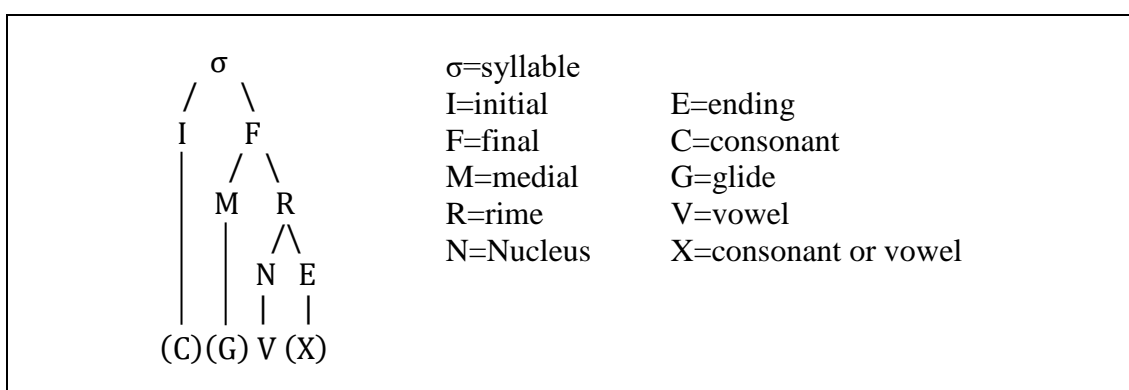 σ
I F
M R
N E
(C) (G) V (X)
σ=syllable
I=initial E=ending
F=final C=consonant
M=medial G=glide
R=rime V=vowel
N=Nucleus X=consonant or vowel